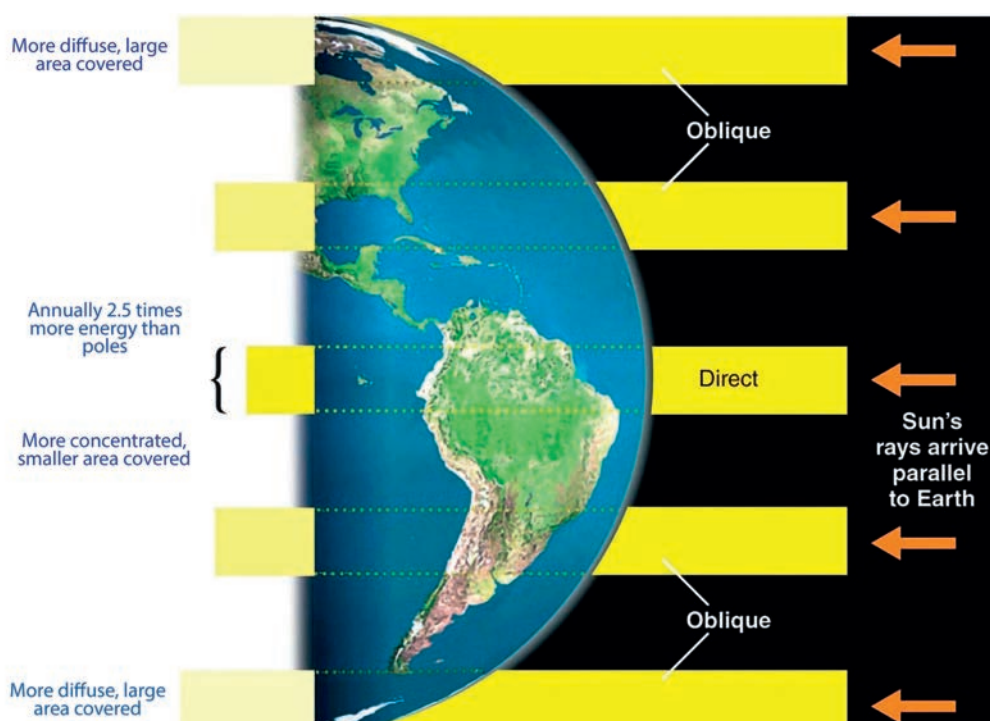 More diffuse, large
area covered
Oblique
Annually 2.5 times
more energy than
poles
{
Direct
More concentrated,
smaller area covered
Sun's
rays arrive
parallel
to Earth
Oblique
More diffuse, large
area covered